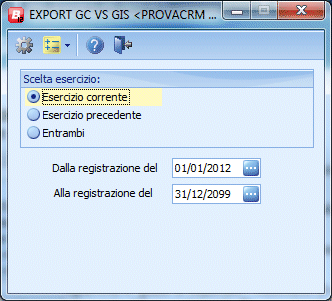 EXPORT GC VS GIS <PROVACRM ...
Scelta esercizio:
Esercizio corrente
Esercizio precedente
Entrambi
Dalla registrazione del 01/01/2012
Alla registrazione del 31/12/2099